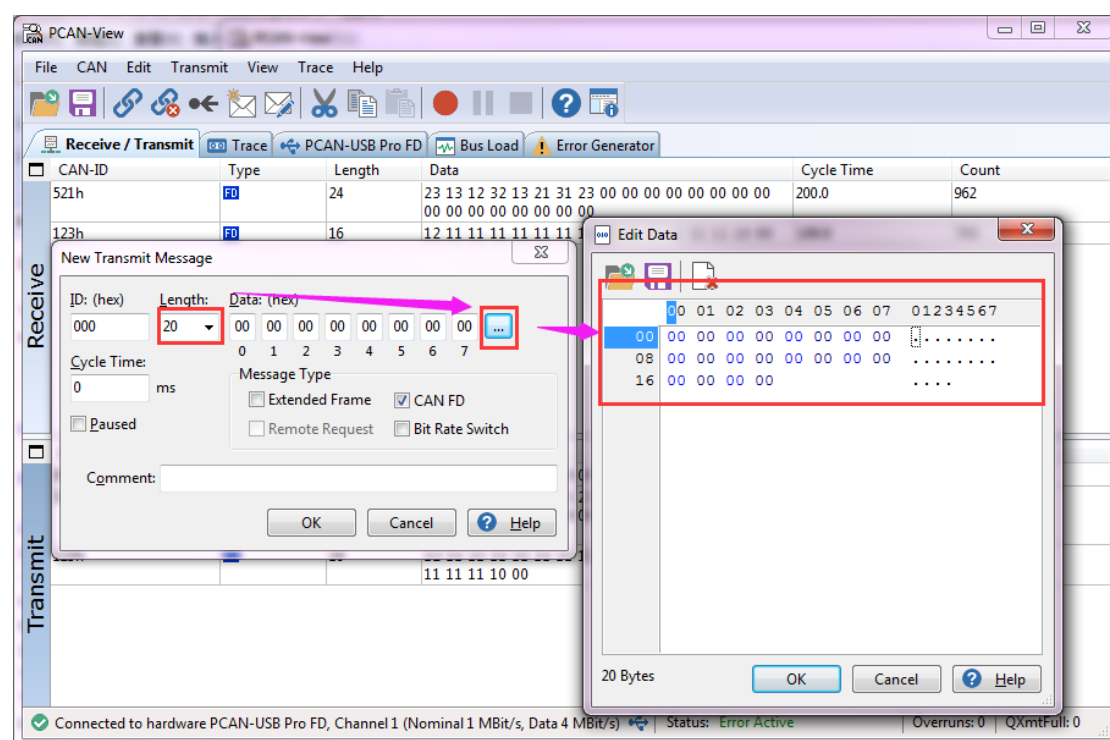 PCAN-View
File CAN Edit Transmit View Trace Help
Receive / Transmit Trace PCAN-USB Pro FD Bus Load Error Generator
CAN-ID Type Length Data Cycle Time Count
521h FD 24 23 13 12 32 13 21 31 23 00 00 00 00 00 00 00 00 200.0 962
00 00 00 00 00 00 00 00
123h FD 16 12 11 11 11 11 11 11
Receive
New Transmit Message
ID: (hex) Length: Data: (hex)
000 20 00 00 00 00 00 00 00 00 ...
0 1 2 3 4 5 6 7
Cycle Time:
0 ms
Message Type
Extended Frame CAN FD
Paused
Remote Request Bit Rate Switch
Comment:
OK Cancel Help
Edit Data
00 01 02 03 04 05 06 07 01234567
00 00 00 00 00 00 00 00 00 ........
08 00 00 00 00 00 00 00 00 ........
16 00 00 00 00 ....
20 Bytes OK Cancel Help
Transmit
11 11 11 10 00
Connected to hardware PCAN-USB Pro FD, Channel 1 (Nominal 1 MBit/s, Data 4 MBit/s) Status: Error Active Overruns: 0 QXmtFull: 0